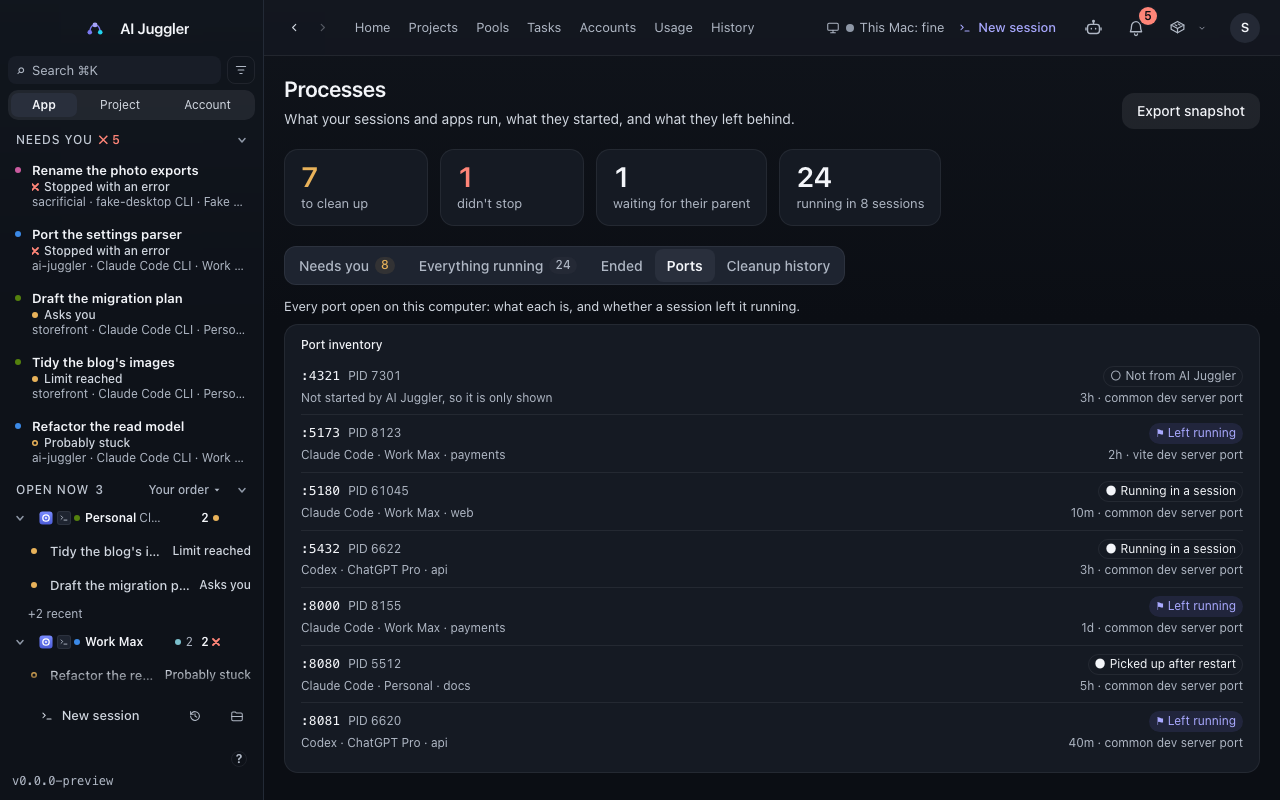 AI Juggler
Search ⌘K
App Project Account
NEEDS YOU 5
Rename the photo exports
Stopped with an error
sacrificial · fake-desktop CLI · Fake ...
Port the settings parser
Stopped with an error
ai-juggler · Claude Code CLI · Work ...
Draft the migration plan
Asks you
storefront · Claude Code CLI · Perso...
Tidy the blog's images
Limit reached
storefront · Claude Code CLI · Perso...
Refactor the read model
Probably stuck
ai-juggler · Claude Code CLI · Work ...
OPEN NOW 3 Your order
Personal Cl... 2
Tidy the blog's i... Limit reached
Draft the migration p... Asks you
+2 recent
Work Max 2 2
Refactor the re... Probably stuck
New session
?
v0.0.0-preview
Home Projects Pools Tasks Accounts Usage History This Mac: fine New session 5 S
Processes
What your sessions and apps run, what they started, and what they left behind.
Export snapshot
7 to clean up
1 didn't stop
1 waiting for their parent
24 running in 8 sessions
Needs you 8 Everything running 24 Ended Ports Cleanup history
Every port open on this computer: what each is, and whether a session left it running.
Port inventory
:4321 PID 7301 Not from AI Juggler
Not started by AI Juggler, so it is only shown 3h · common dev server port
:5173 PID 8123 Left running
Claude Code · Work Max · payments 2h · vite dev server port
:5180 PID 61045 Running in a session
Claude Code · Work Max · web 10m · common dev server port
:5432 PID 6622 Running in a session
Codex · ChatGPT Pro · api 3h · common dev server port
:8000 PID 8155 Left running
Claude Code · Work Max · payments 1d · common dev server port
:8080 PID 5512 Picked up after restart
Claude Code · Personal · docs 5h · common dev server port
:8081 PID 6620 Left running
Codex · ChatGPT Pro · api 40m · common dev server port